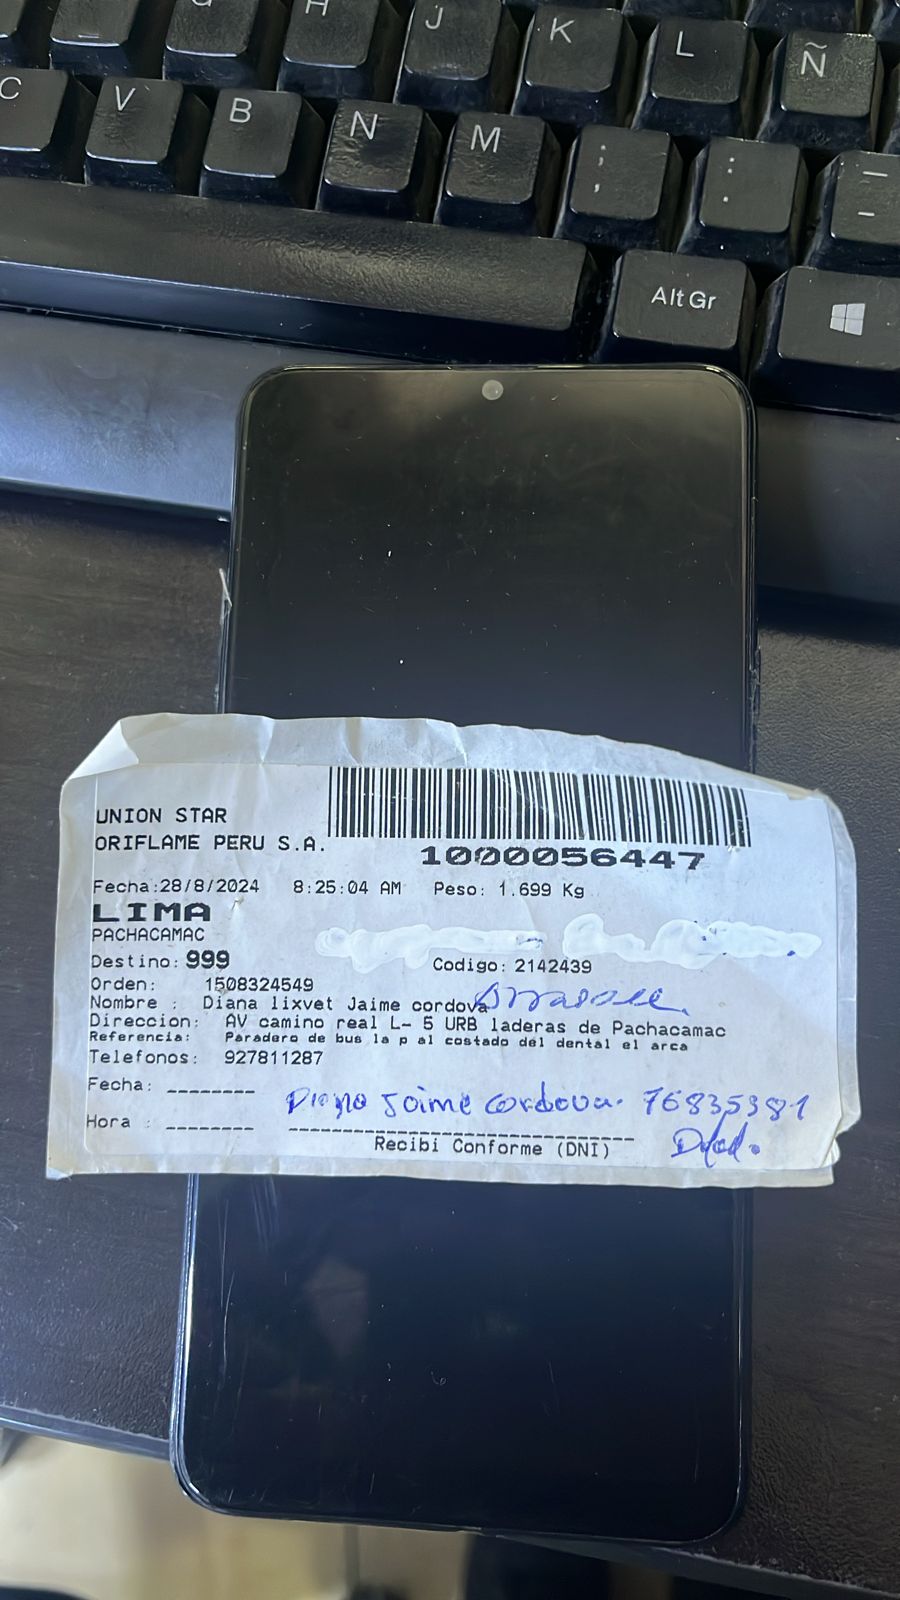 G H J K L Ñ
C V B N M ; , : . _ -
Alt Gr
UNION STAR
ORIFLAME PERU S.A.
1000056447
Fecha:28/8/2024 8:25:04 AM Peso: 1.699 Kg
LIMA
PACHACAMAC
Destino: 999 Codigo: 2142439
Orden: 1508324549
Nombre : Diana lixvet Jaime cordova
Direccion: AV camino real L- 5 URB laderas de Pachacamac
Referencia: Paradero de bus la p al costado del dental el arca
Telefonos: 927811287
Fecha: ________
Diana Jaime Cordova. 76835381
Hora : ________
Recibi Conforme (DNI)